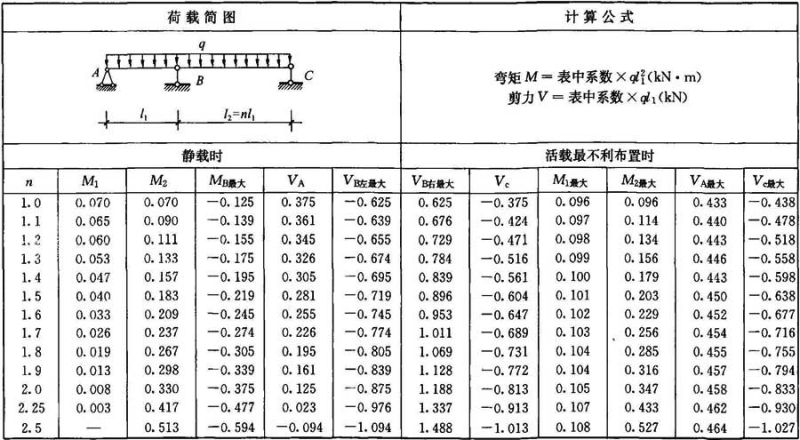 荷载简图 计算公式
q
A B C
l₁ l₂=nl₁
弯矩 M = 表中系数×ql₁²(kN·m)
剪力 V = 表中系数×ql₁(kN)
静载时 活载最不利布置时
n M₁ M₂ M_B最大 V_A V_B左最大 V_B右最大 V_c M₁最大 M₂最大 V_A最大 V_c最大
1.0 0.070 0.070 −0.125 0.375 −0.625 0.625 −0.375 0.096 0.096 0.433 −0.438
1.1 0.065 0.090 −0.139 0.361 −0.639 0.676 −0.424 0.097 0.114 0.440 −0.478
1.2 0.060 0.111 −0.155 0.345 −0.655 0.729 −0.471 0.098 0.134 0.443 −0.518
1.3 0.053 0.133 −0.175 0.326 −0.674 0.784 −0.516 0.099 0.156 0.446 −0.558
1.4 0.047 0.157 −0.195 0.305 −0.695 0.839 −0.561 0.100 0.179 0.443 −0.598
1.5 0.040 0.183 −0.219 0.281 −0.719 0.896 −0.604 0.101 0.203 0.450 −0.638
1.6 0.033 0.209 −0.245 0.255 −0.745 0.953 −0.647 0.102 0.229 0.452 −0.677
1.7 0.026 0.237 −0.274 0.226 −0.774 1.011 −0.689 0.103 0.256 0.454 −0.716
1.8 0.019 0.267 −0.305 0.195 −0.805 1.069 −0.731 0.104 0.285 0.455 −0.755
1.9 0.013 0.298 −0.339 0.161 −0.839 1.128 −0.772 0.104 0.316 0.457 −0.794
2.0 0.008 0.330 −0.375 0.125 −0.875 1.188 −0.813 0.105 0.347 0.458 −0.833
2.25 0.003 0.417 −0.477 0.023 −0.976 1.337 −0.913 0.107 0.433 0.462 −0.930
2.5 — 0.513 −0.594 −0.094 −1.094 1.488 −1.013 0.108 0.527 0.464 −1.027